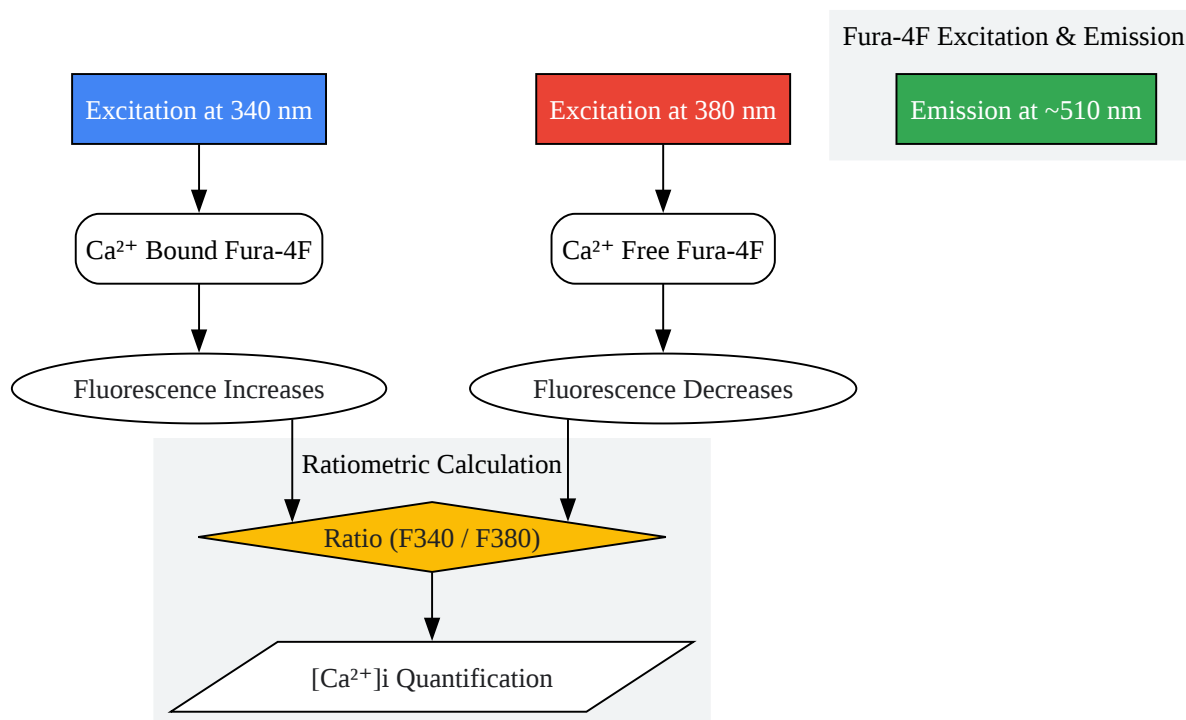 Fura-4F Excitation & Emission
Excitation at 340 nm
Excitation at 380 nm
Emission at ~510 nm
Ca²⁺ Bound Fura-4F
Ca²⁺ Free Fura-4F
Fluorescence Increases
Fluorescence Decreases
Ratiometric Calculation
Ratio (F340 / F380)
[Ca²⁺]i Quantification